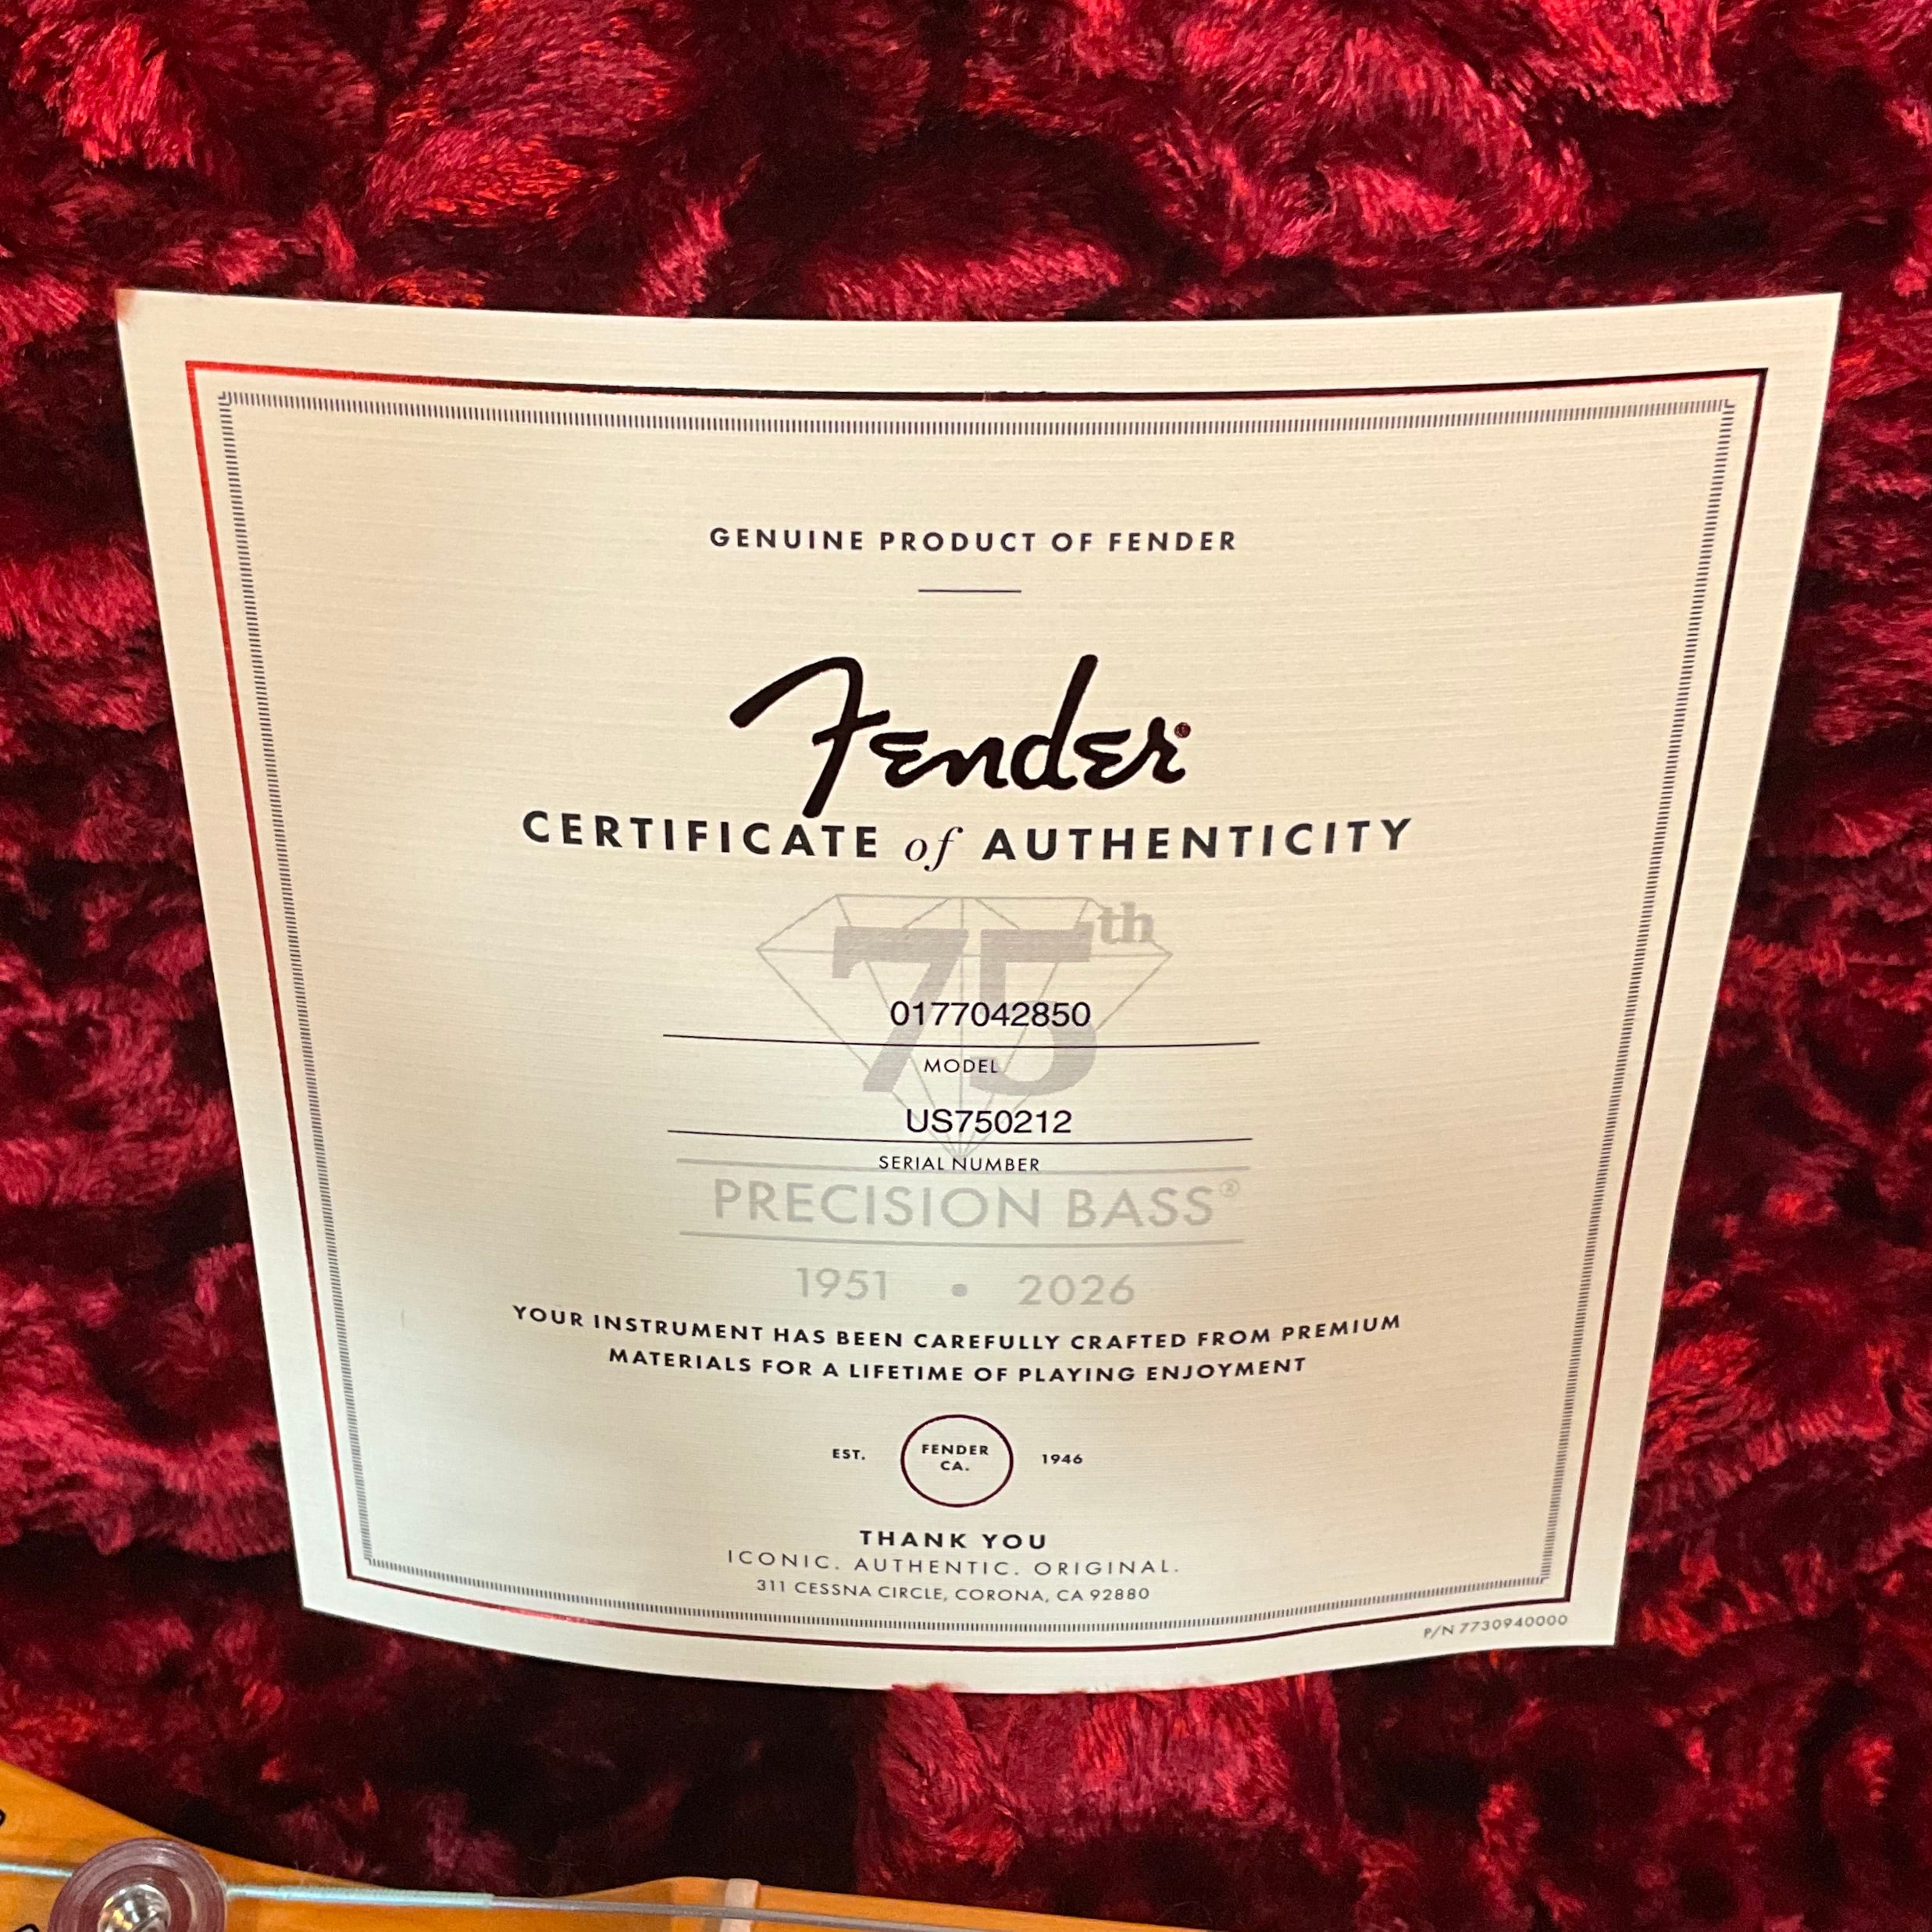 GENUINE PRODUCT OF FENDER
Fender®
CERTIFICATE of AUTHENTICITY
75th
0177042850
MODEL
US750212
SERIAL NUMBER
PRECISION BASS®
1951 • 2026
YOUR INSTRUMENT HAS BEEN CAREFULLY CRAFTED FROM PREMIUM
MATERIALS FOR A LIFETIME OF PLAYING ENJOYMENT
EST. FENDER CA. 1946
THANK YOU
ICONIC. AUTHENTIC. ORIGINAL.
311 CESSNA CIRCLE, CORONA, CA 92880
P/N 7730940000